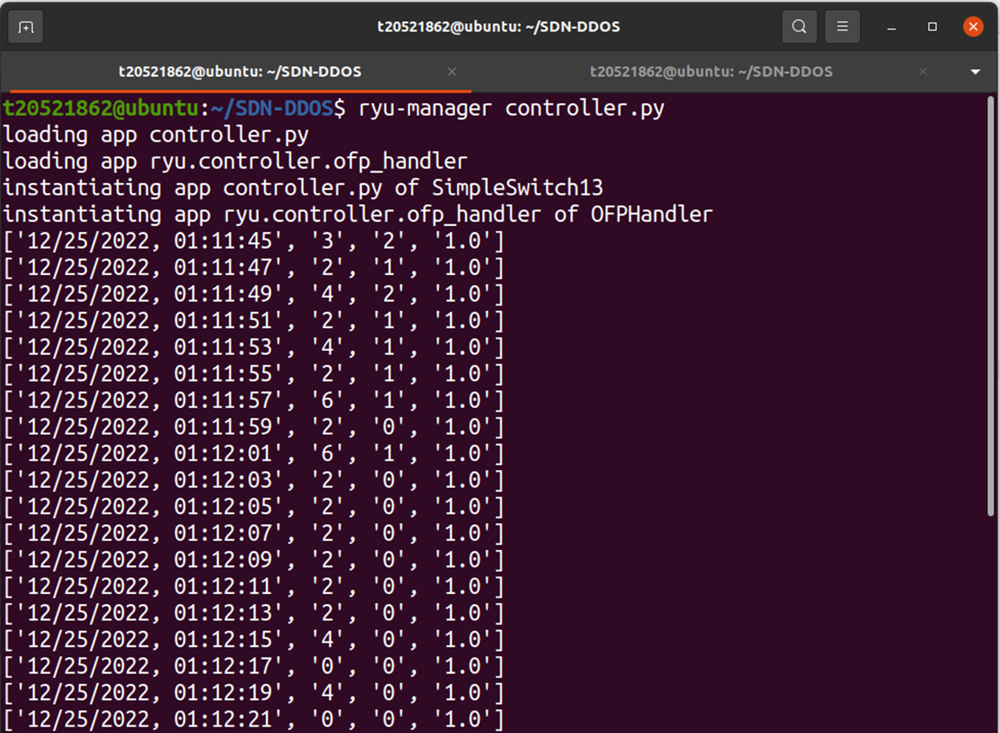 t20521862@ubuntu: ~/SDN-DDOS
t20521862@ubuntu: ~/SDN-DDOS
t20521862@ubuntu: ~/SDN-DDOS
t20521862@ubuntu:~/SDN-DDOS$ ryu-manager controller.py
loading app controller.py
loading app ryu.controller.ofp_handler
instantiating app controller.py of SimpleSwitch13
instantiating app ryu.controller.ofp_handler of OFPHandler
['12/25/2022, 01:11:45', '3', '2', '1.0']
['12/25/2022, 01:11:47', '2', '1', '1.0']
['12/25/2022, 01:11:49', '4', '2', '1.0']
['12/25/2022, 01:11:51', '2', '1', '1.0']
['12/25/2022, 01:11:53', '4', '1', '1.0']
['12/25/2022, 01:11:55', '2', '1', '1.0']
['12/25/2022, 01:11:57', '6', '1', '1.0']
['12/25/2022, 01:11:59', '2', '0', '1.0']
['12/25/2022, 01:12:01', '6', '1', '1.0']
['12/25/2022, 01:12:03', '2', '0', '1.0']
['12/25/2022, 01:12:05', '2', '0', '1.0']
['12/25/2022, 01:12:07', '2', '0', '1.0']
['12/25/2022, 01:12:09', '2', '0', '1.0']
['12/25/2022, 01:12:11', '2', '0', '1.0']
['12/25/2022, 01:12:13', '2', '0', '1.0']
['12/25/2022, 01:12:15', '4', '0', '1.0']
['12/25/2022, 01:12:17', '0', '0', '1.0']
['12/25/2022, 01:12:19', '4', '0', '1.0']
['12/25/2022, 01:12:21', '0', '0', '1.0']